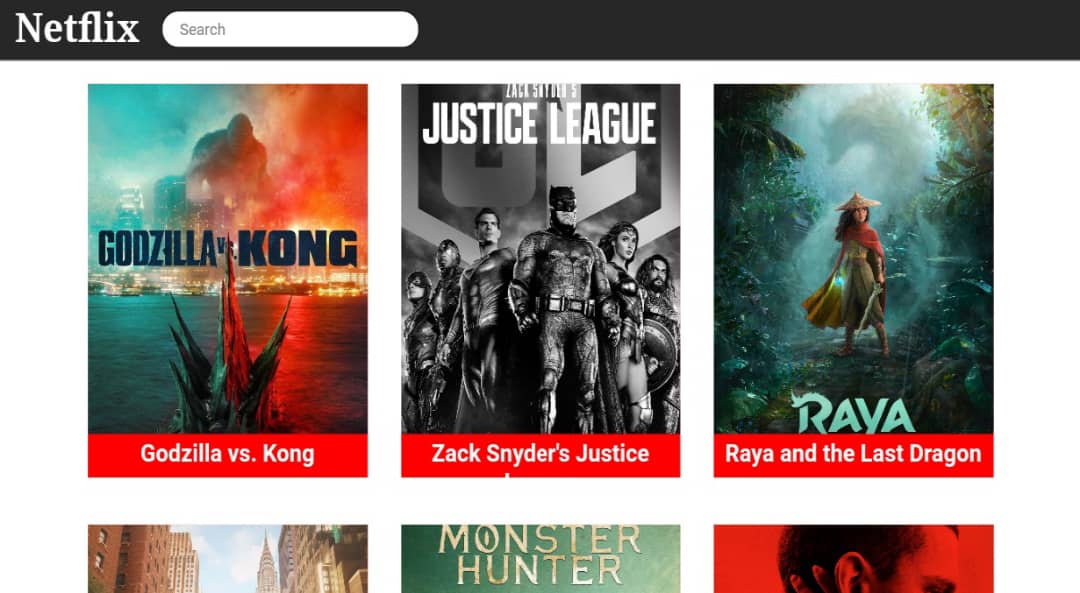 Netflix
Search
GODZILLA vs. KONG
ZACK SNYDER'S
JUSTICE LEAGUE
RAYA
Godzilla vs. Kong
Zack Snyder's Justice
Raya and the Last Dragon
MONSTER
HUNTER